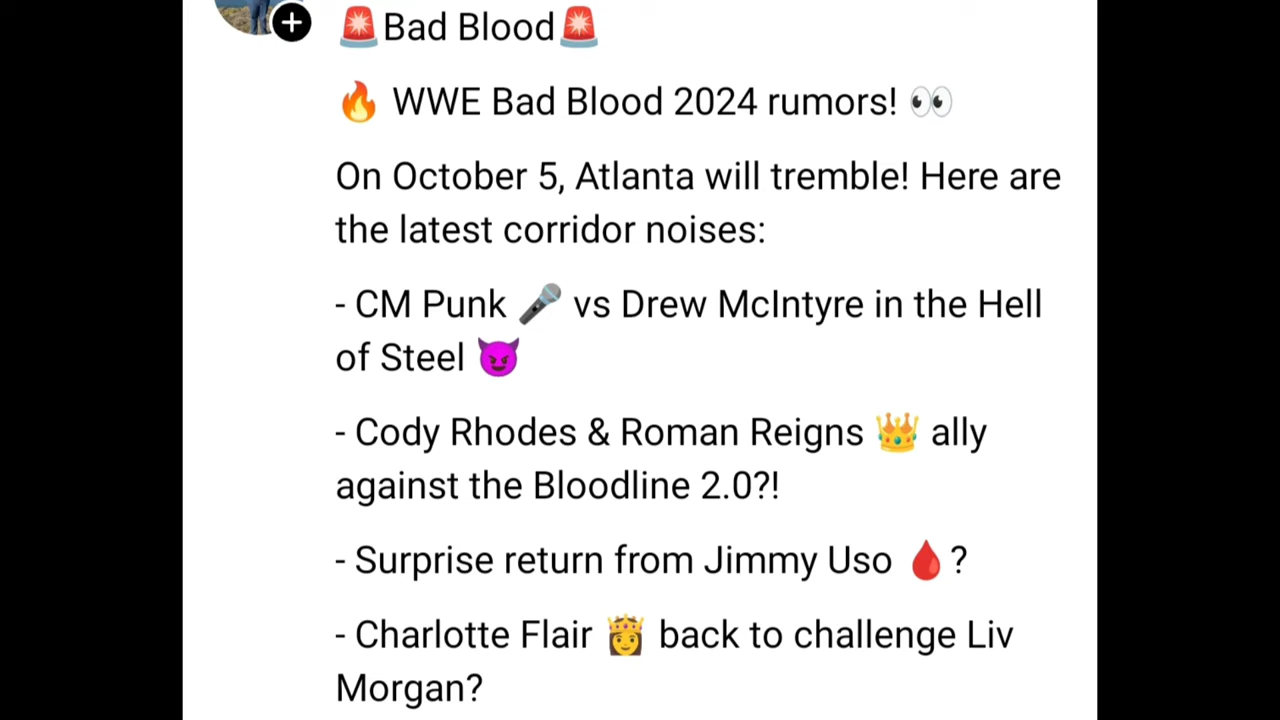 🚨Bad Blood🚨
🔥 WWE Bad Blood 2024 rumors! 👀
On October 5, Atlanta will tremble! Here are
the latest corridor noises:
- CM Punk 🎤 vs Drew McIntyre in the Hell
of Steel 😈
- Cody Rhodes & Roman Reigns 👑 ally
against the Bloodline 2.0?!
- Surprise return from Jimmy Uso 🩸?
- Charlotte Flair 👸 back to challenge Liv
Morgan?